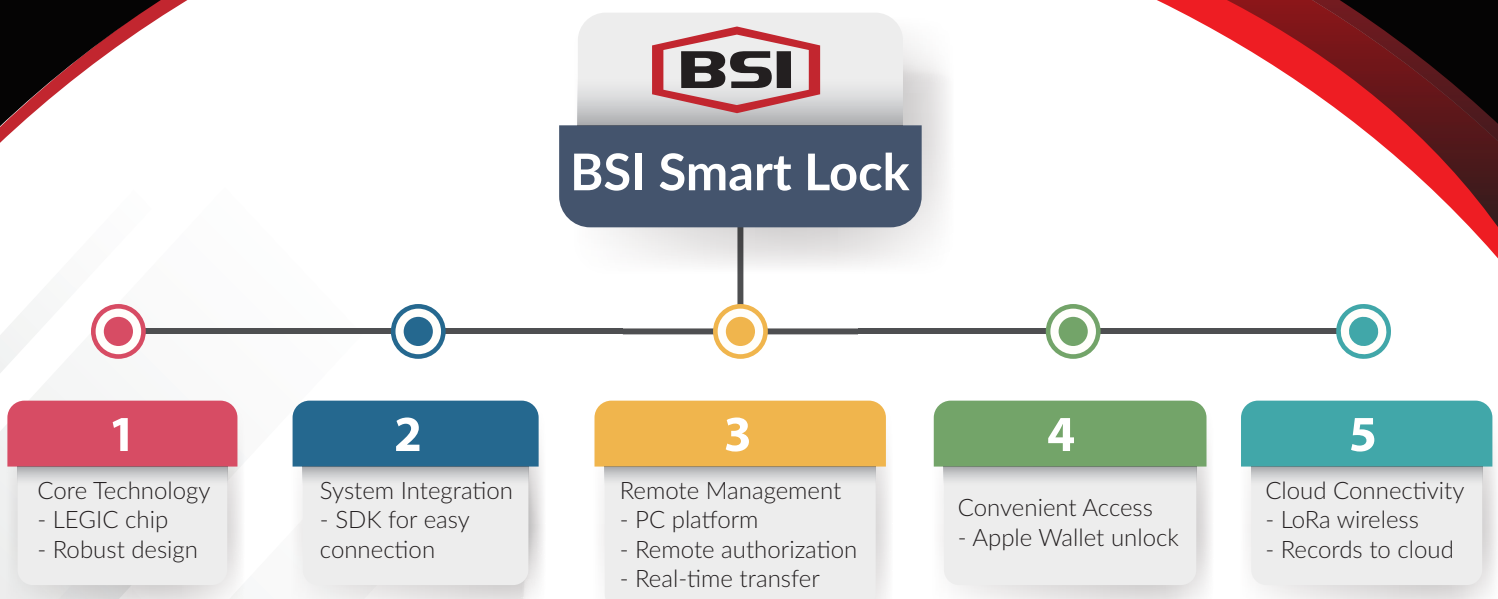 BSI
BSI Smart Lock
1
Core Technology
- LEGIC chip
- Robust design
2
System Integration
- SDK for easy
connection
3
Remote Management
- PC platform
- Remote authorization
- Real-time transfer
4
Convenient Access
- Apple Wallet unlock
5
Cloud Connectivity
- LoRa wireless
- Records to cloud